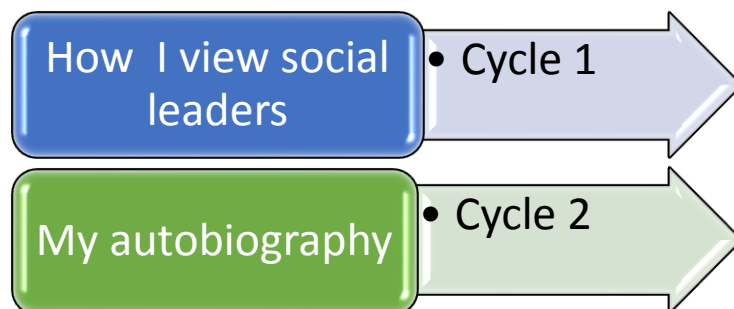 How  I view social
leaders
• Cycle 1
My autobiography
• Cycle 2